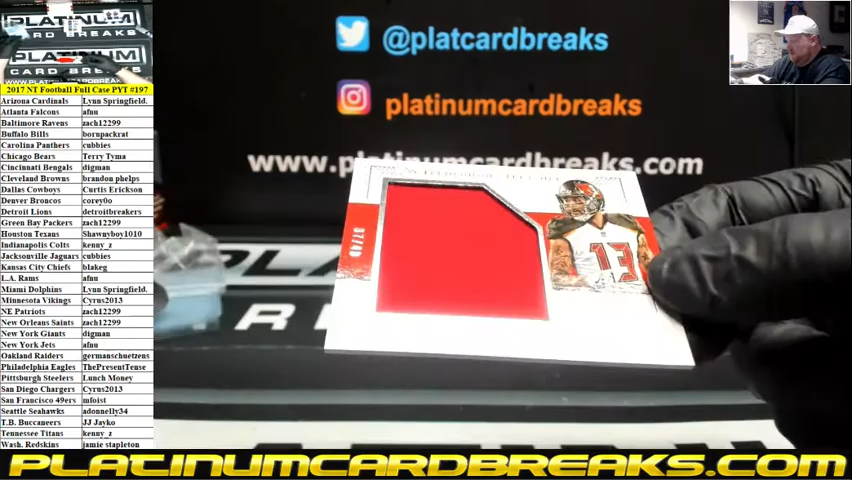 PLATINUM
CARD BREAKS
PLATINUM
CARD BREAKS
2017 NT Football Full Case PYT #197
Arizona Cardinals Lynn Springfield.
Atlanta Falcons afnu
Baltimore Ravens zach12299
Buffalo Bills bornpackrat
Carolina Panthers cubbies
Chicago Bears Terry Tyma
Cincinnati Bengals digman
Cleveland Browns brandon phelps
Dallas Cowboys Curtis Erickson
Denver Broncos corey0o
Detroit Lions detroitbreakers
Green Bay Packers zach12299
Houston Texans Shawnyboy1010
Indianapolis Colts kenny_z
Jacksonville Jaguars cubbies
Kansas City Chiefs blakeg
L.A. Rams afnu
Miami Dolphins Lynn Springfield.
Minnesota Vikings Cyrus2013
NE Patriots zach12299
New Orleans Saints zach12299
New York Giants digman
New York Jets afnu
Oakland Raiders germanschuetzens
Philadelphia Eagles ThePresentTense
Pittsburgh Steelers Lunch Money
San Diego Chargers Cyrus2013
San Francisco 49ers mfoist
Seattle Seahawks adonnelly34
T.B. Buccaneers JJ Jayko
Tennessee Titans kenny_z
Wash. Redskins jamie stapleton
@platcardbreaks
platinumcardbreaks
www.p
s.com
37/49
13
PLATINUMCARDBREAKS.COM